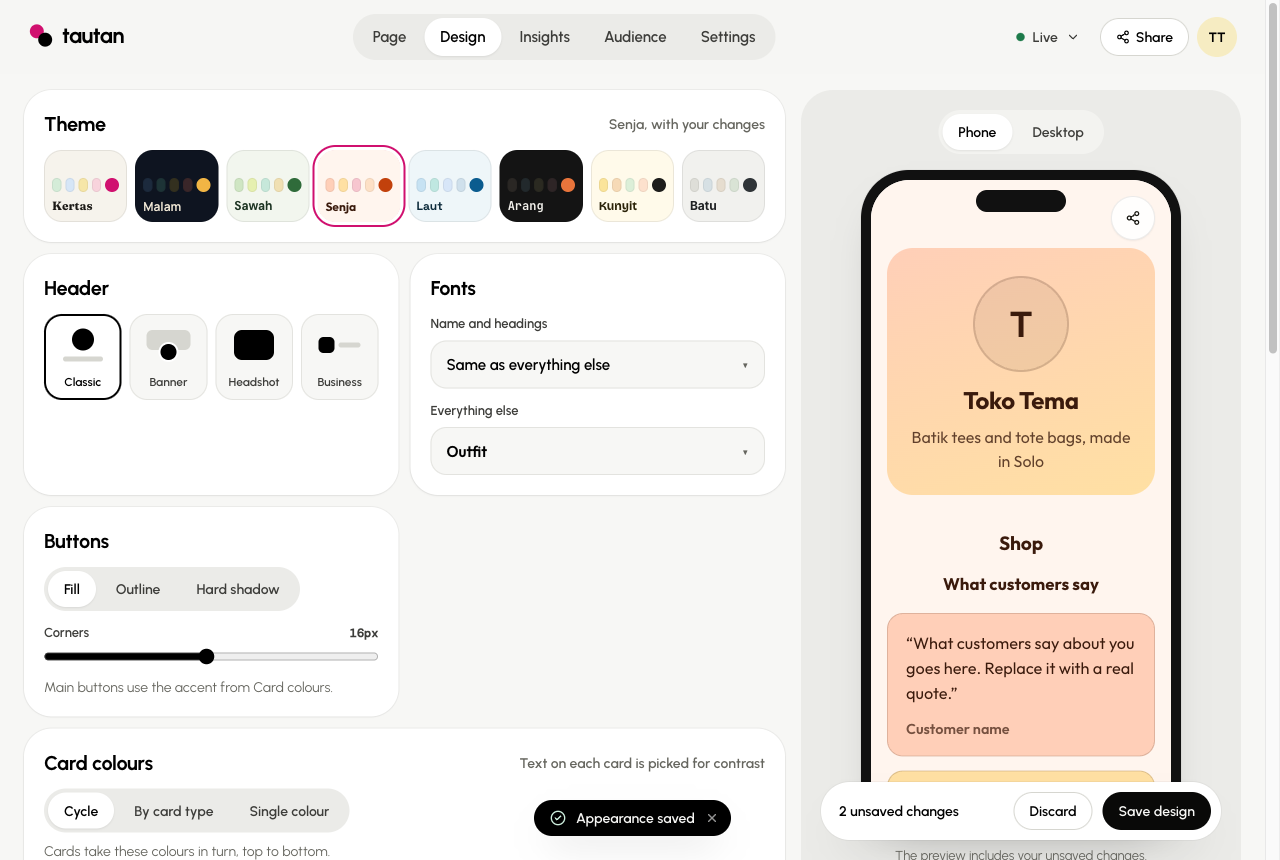 tautan
Page
Design
Insights
Audience
Settings
Live
Share
TT
Theme
Senja, with your changes
Kertas
Malam
Sawah
Senja
Laut
Arang
Kunyit
Batu
Header
Classic
Banner
Headshot
Business
Fonts
Name and headings
Same as everything else
Everything else
Outfit
Buttons
Fill
Outline
Hard shadow
Corners
16px
Main buttons use the accent from Card colours.
Card colours
Text on each card is picked for contrast
Cycle
By card type
Single colour
Cards take these colours in turn, top to bottom.
Appearance saved
Phone
Desktop
T
Toko Tema
Batik tees and tote bags, made
in Solo
Shop
What customers say
“What customers say about you
goes here. Replace it with a real
quote.”
Customer name
2 unsaved changes
Discard
Save design
The preview includes your unsaved changes.